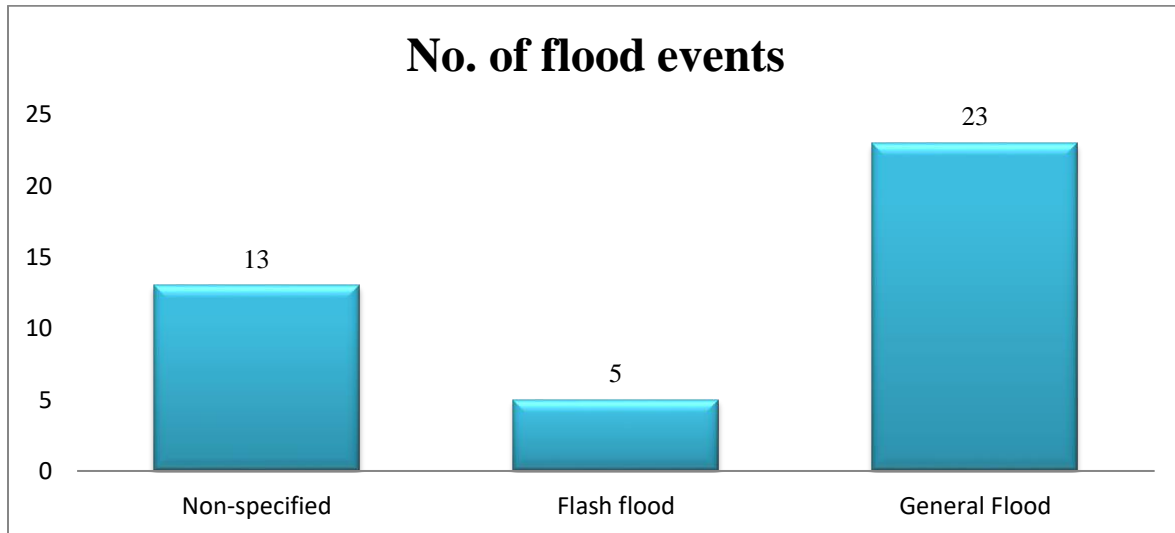 No. of flood events
25
20
15
10
5
0
13
5
23
Non-specified
Flash flood
General Flood